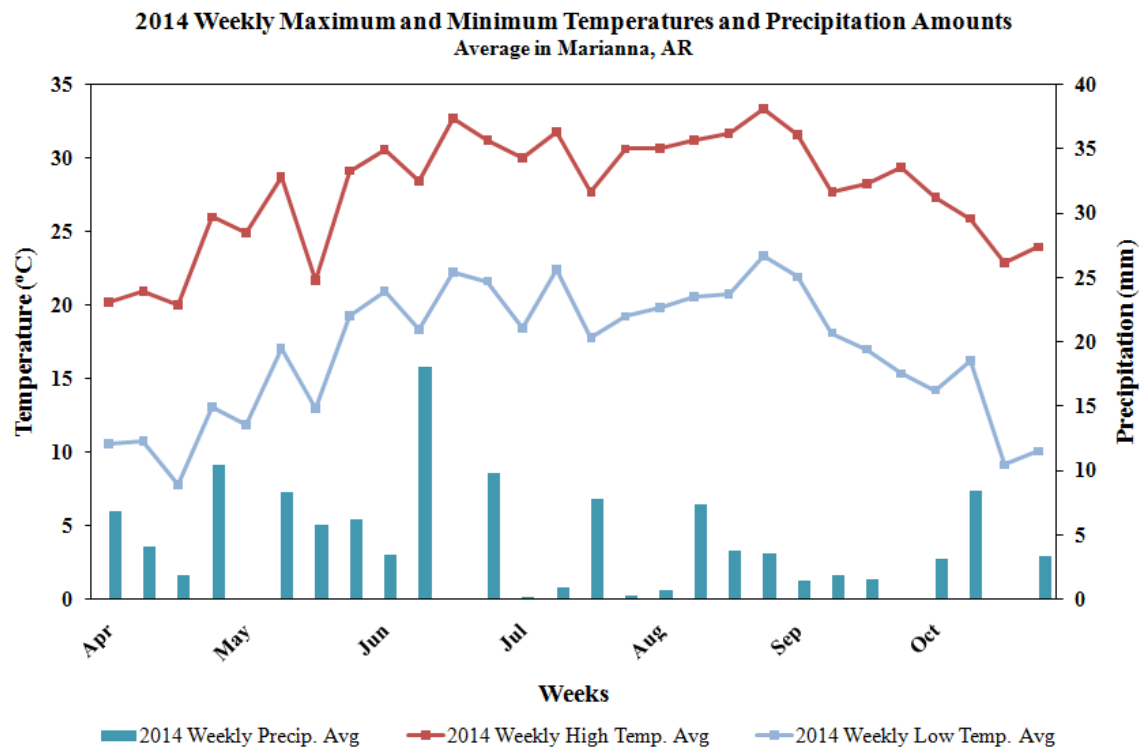 2014 Weekly Maximum and Minimum Temperatures and Precipitation Amounts
Average in Marianna, AR
Temperature (°C)
35
30
25
20
15
10
5
0
40
35
30
25
20
15
10
5
0
Precipitation (mm)
Apr
May
Jun
Jul
Aug
Sep
Oct
Weeks
2014 Weekly Precip. Avg
2014 Weekly High Temp. Avg
2014 Weekly Low Temp. Avg